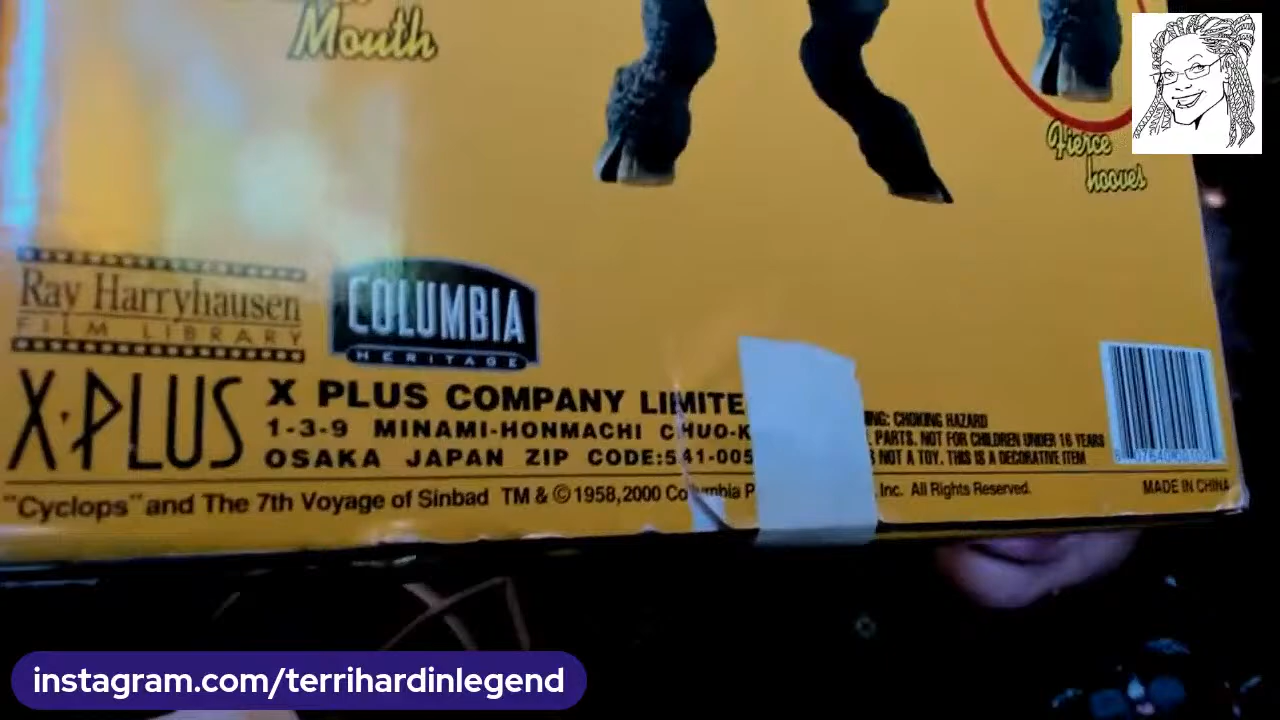 Mouth
Fierce
hooves
Ray Harryhausen
FILM LIBRARY
COLUMBIA
HERITAGE
X·PLUS
X PLUS COMPANY LIMITE
1-3-9 MINAMI-HONMACHI CHUO-K
OSAKA JAPAN ZIP CODE:541-005
CHOKING HAZARD
PARTS. NOT FOR CHILDREN UNDER 16 YEARS
NOT A TOY. THIS IS A DECORATIVE ITEM
"Cyclops" and The 7th Voyage of Sinbad TM & ©1958,2000 Columbia P Inc. All Rights Reserved.
MADE IN CHINA
instagram.com/terrihardinlegend